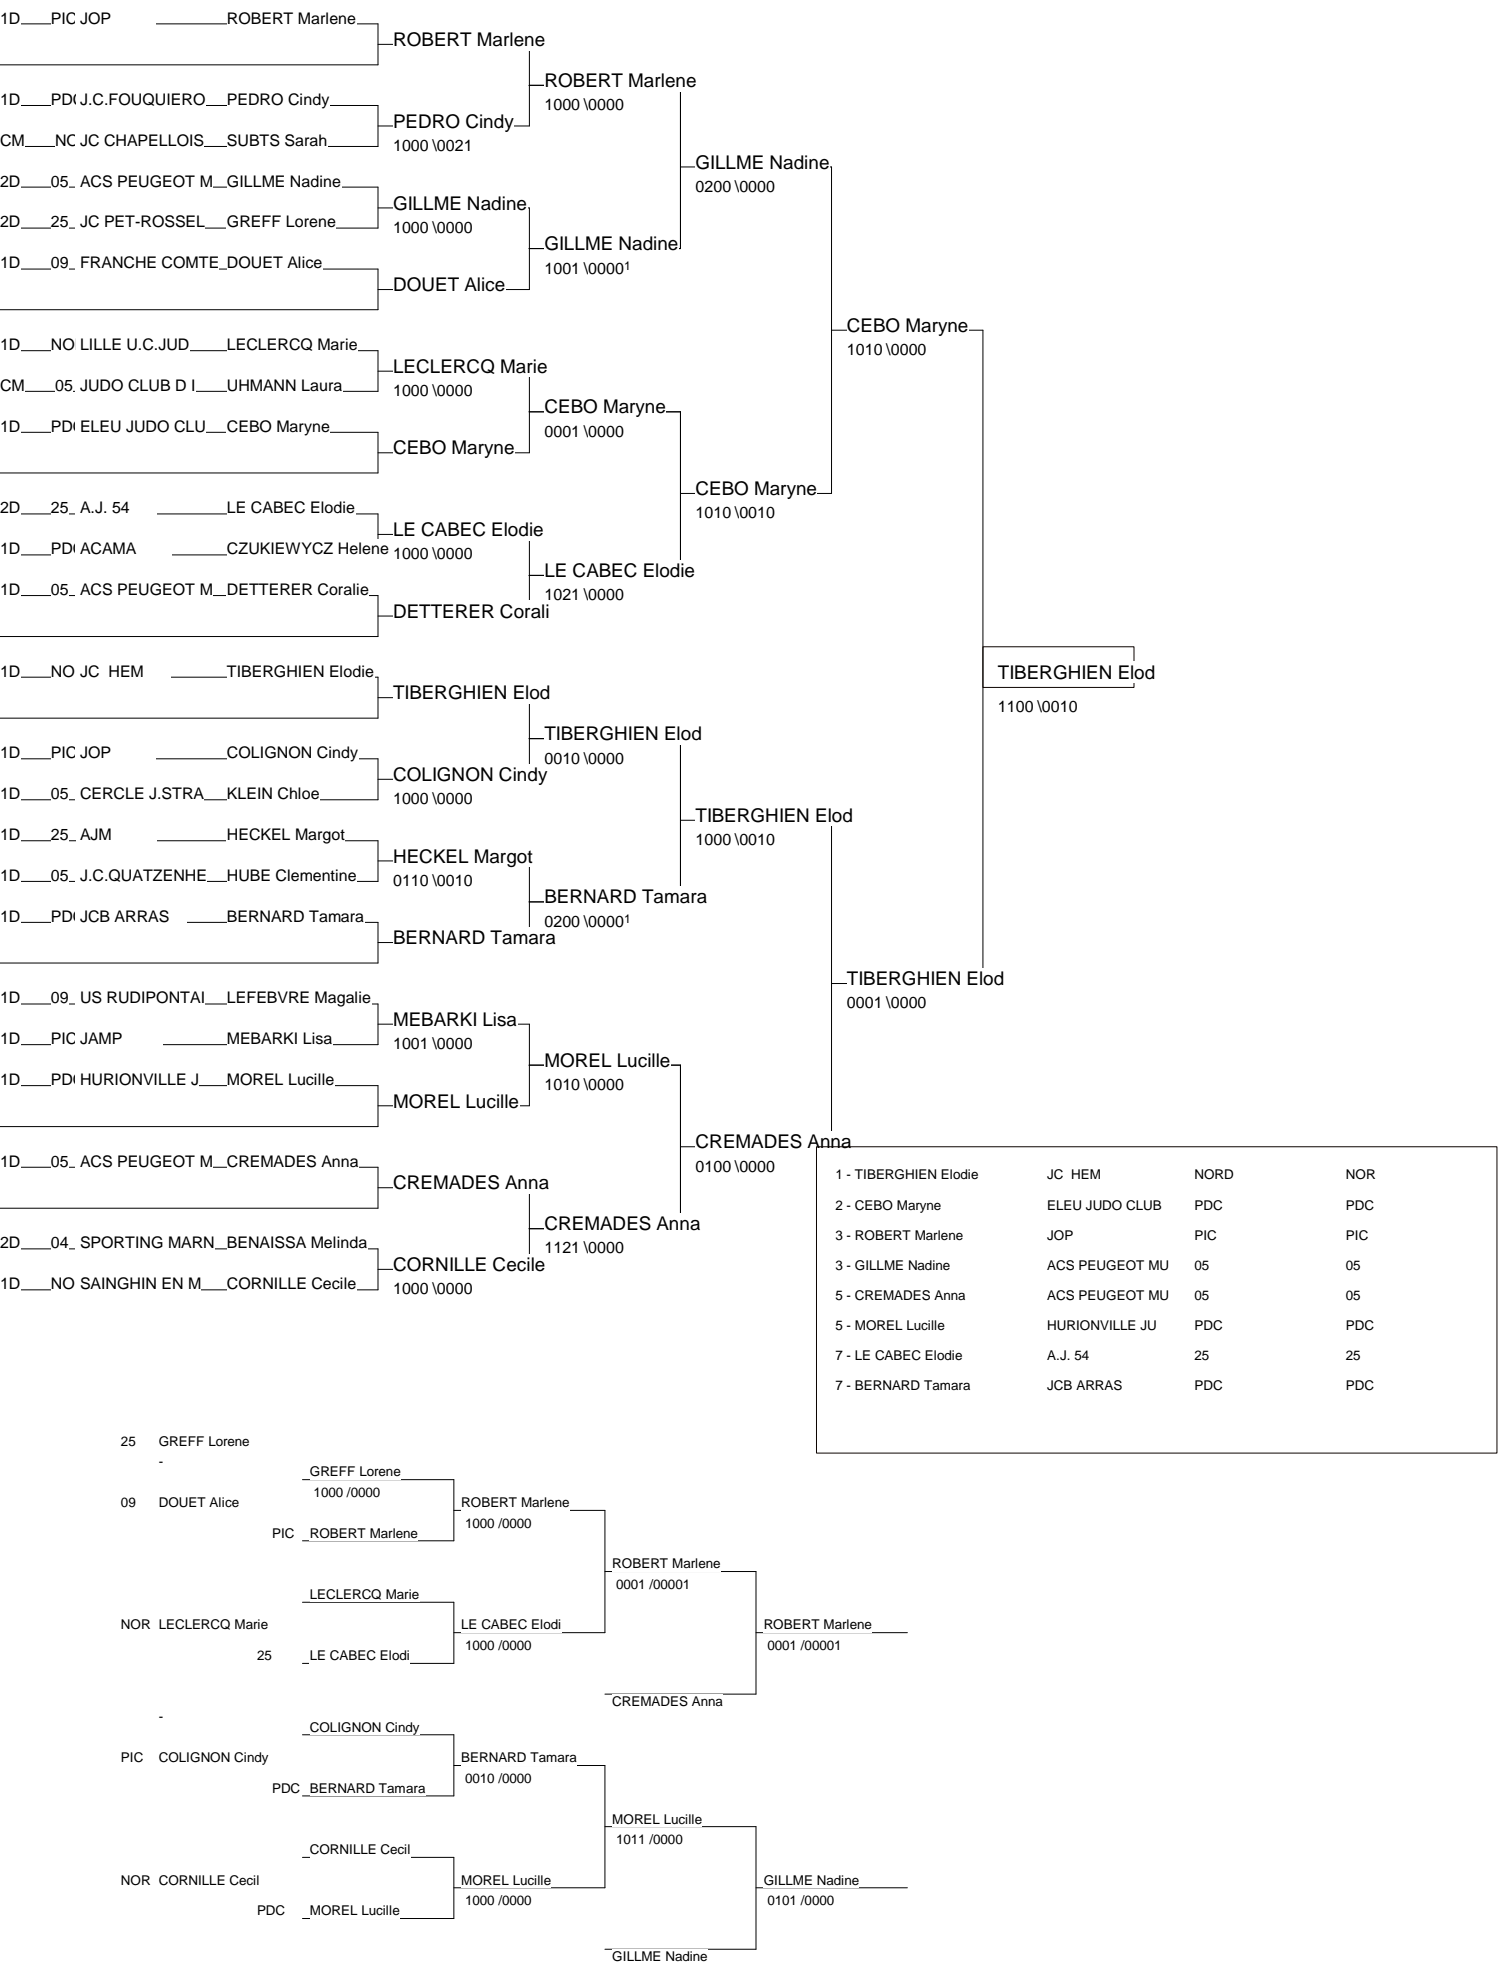 1D PIC JOP ROBERT Marlene
ROBERT Marlene
ROBERT Marlene
1D PD( J.C.FOUQUIERO PEDRO Cindy
1000 \0000
PEDRO Cindy
CM NC JC CHAPELLOIS SUBTS Sarah
1000 \0021
GILLME Nadine
2D 05_ ACS PEUGEOT M GILLME Nadine
0200 \0000
GILLME Nadine
2D 25_ JC PET-ROSSEL GREFF Lorene
1000 \0000
GILLME Nadine
1D 09_ FRANCHE COMTE DOUET Alice
1001 \0000¹
DOUET Alice
CEBO Maryne
1D NO LILLE U.C.JUD LECLERCQ Marie
1010 \0000
LECLERCQ Marie
CM 05_ JUDO CLUB D I UHMANN Laura
1000 \0000
CEBO Maryne
1D PD( ELEU JUDO CLU CEBO Maryne
0001 \0000
CEBO Maryne
CEBO Maryne
2D 25_ A.J. 54 LE CABEC Elodie
1010 \0010
LE CABEC Elodie
1D PD( ACAMA CZUKIEWYCZ Helene
1000 \0000
LE CABEC Elodie
1D 05_ ACS PEUGEOT M DETTERER Coralie
1021 \0000
DETTERER Corali
1D NO JC HEM TIBERGHIEN Elodie
TIBERGHIEN Elod
TIBERGHIEN Elod
1100 \0010
TIBERGHIEN Elod
1D PIC JOP COLIGNON Cindy
0010 \0000
COLIGNON Cindy
1D 05_ CERCLE J.STRA KLEIN Chloe
1000 \0000
TIBERGHIEN Elod
1D 25_ AJM HECKEL Margot
1000 \0010
HECKEL Margot
1D 05_ J.C.QUATZENHE HUBE Clementine
0110 \0010
BERNARD Tamara
1D PD( JCB ARRAS BERNARD Tamara
0200 \0000¹
BERNARD Tamara
TIBERGHIEN Elod
1D 09_ US RUDIPONTAI LEFEBVRE Magalie
0001 \0000
MEBARKI Lisa
1D PIC JAMP MEBARKI Lisa
1001 \0000
MOREL Lucille
1D PD( HURIONVILLE J MOREL Lucille
1010 \0000
MOREL Lucille
CREMADES Anna
1D 05_ ACS PEUGEOT M CREMADES Anna
0100 \0000
CREMADES Anna
CREMADES Anna
2D 04_ SPORTING MARN BENAISSA Melinda
1121 \0000
CORNILLE Cecile
1D NO SAINGHIN EN M CORNILLE Cecile
1000 \0000
1 - TIBERGHIEN Elodie JC HEM NORD NOR
2 - CEBO Maryne ELEU JUDO CLUB PDC PDC
3 - ROBERT Marlene JOP PIC PIC
3 - GILLME Nadine ACS PEUGEOT MU 05 05
5 - CREMADES Anna ACS PEUGEOT MU 05 05
5 - MOREL Lucille HURIONVILLE JU PDC PDC
7 - LE CABEC Elodie A.J. 54 25 25
7 - BERNARD Tamara JCB ARRAS PDC PDC
25 GREFF Lorene
-
GREFF Lorene
1000 /0000
09 DOUET Alice
ROBERT Marlene
1000 /0000
PIC ROBERT Marlene
ROBERT Marlene
0001 /00001
LECLERCQ Marie
NOR LECLERCQ Marie
LE CABEC Elodi
1000 /0000
ROBERT Marlene
0001 /00001
25 LE CABEC Elodi
CREMADES Anna
-
COLIGNON Cindy
PIC COLIGNON Cindy
BERNARD Tamara
0010 /0000
PDC BERNARD Tamara
MOREL Lucille
1011 /0000
CORNILLE Cecil
NOR CORNILLE Cecil
MOREL Lucille
1000 /0000
GILLME Nadine
0101 /0000
PDC MOREL Lucille
GILLME Nadine